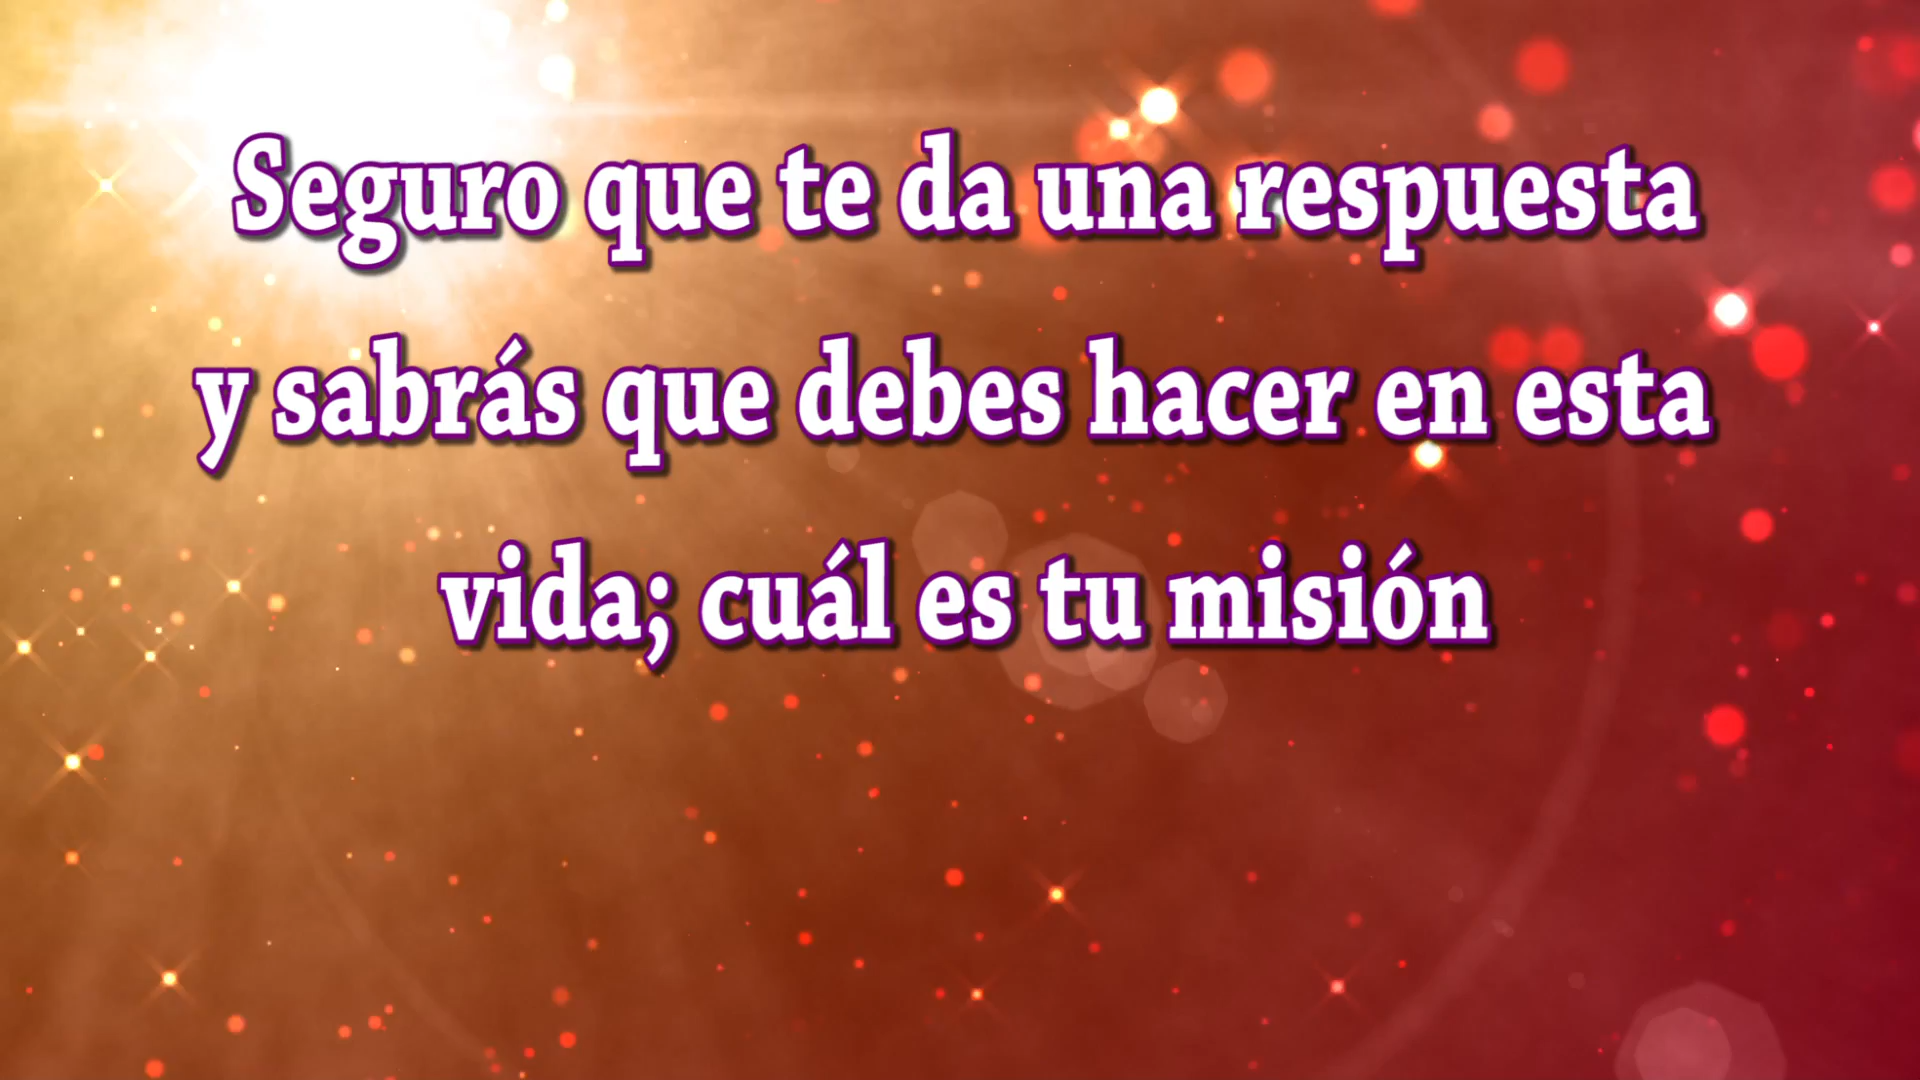 Seguro que te da una respuesta
y sabrás que debes hacer en esta
vida; cuál es tu misión